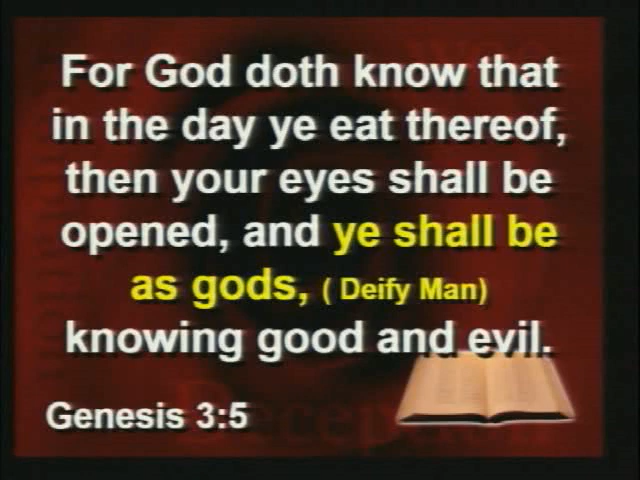 For God doth know that
in the day ye eat thereof,
then your eyes shall be
opened, and ye shall be
as gods, ( Deify Man)
knowing good and evil.
Genesis 3:5
Deception